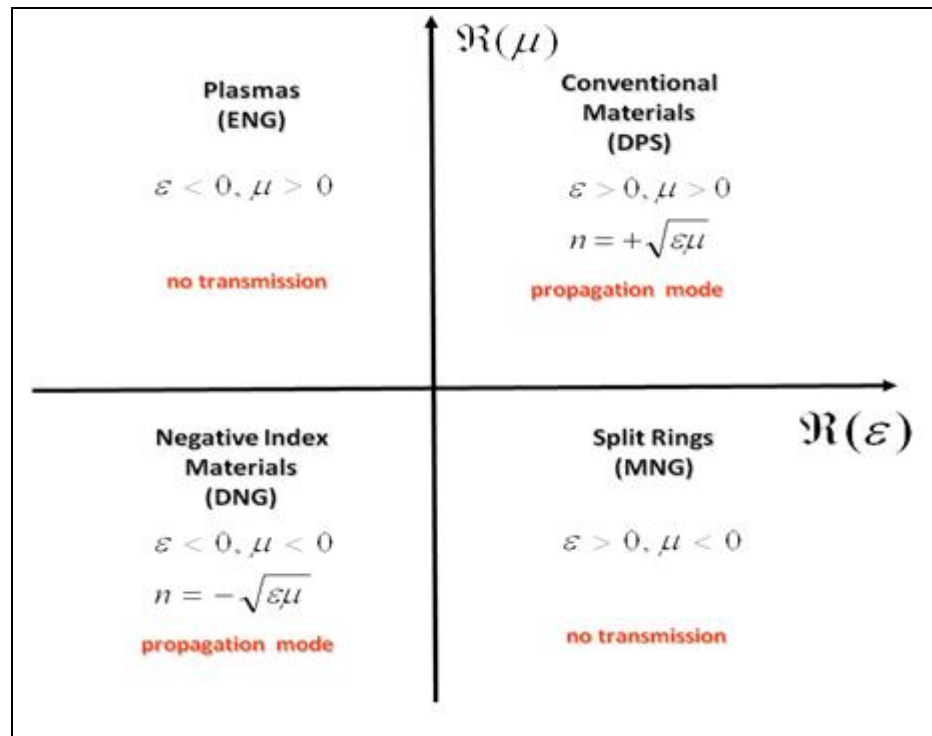 ℜ(μ)
Plasmas
(ENG)
ε < 0, μ > 0
no transmission
Conventional
Materials
(DPS)
ε > 0, μ > 0
n = +√εμ
propagation mode
ℜ(ε)
Negative Index
Materials
(DNG)
ε < 0, μ < 0
n = −√εμ
propagation mode
Split Rings
(MNG)
ε > 0, μ < 0
no transmission